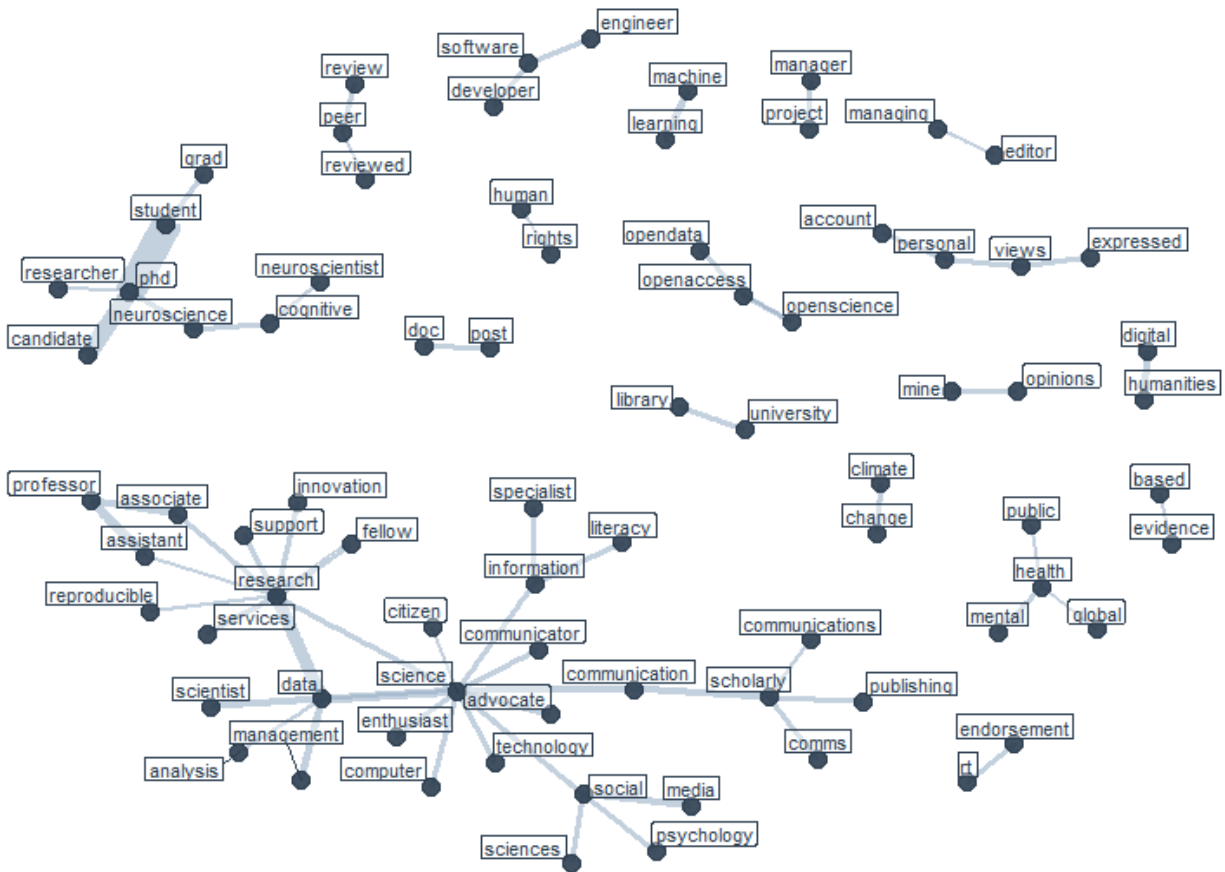 engineer
software
developer
review
peer
reviewed
machine
learning
manager
project
managing
editor
grad
student
researcher
phd
neuroscience
candidate
neuroscientist
cognitive
human
rights
doc
post
opendata
openaccess
openscience
account
personal
views
expressed
digital
humanities
mine
opinions
library
university
climate
change
based
evidence
public
health
mental
global
professor
associate
assistant
innovation
support
fellow
research
reproducible
services
specialist
literacy
information
citizen
communicator
science
communication
advocate
data
scientist
management
analysis
enthusiast
computer
technology
communications
scholarly
publishing
comms
social
media
psychology
sciences
endorsement
rt